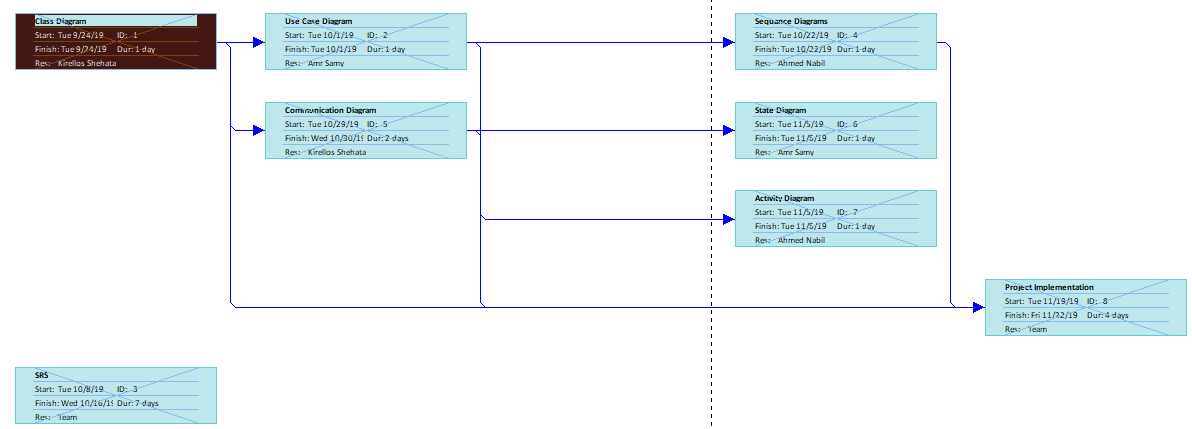 Class Diagram
Start: Tue 9/24/19 ID: 1
Finish: Tue 9/24/19 Dur: 1 day
Res: Kirellos Shehata
Use Case Diagram
Start: Tue 10/1/19 ID: 2
Finish: Tue 10/1/19 Dur: 1 day
Res: Amr Samy
Sequance Diagrams
Start: Tue 10/22/19 ID: 4
Finish: Tue 10/22/19 Dur: 1 day
Res: Ahmed Nabil
Communication Diagram
Start: Tue 10/29/19 ID: 5
Finish: Wed 10/30/19 Dur: 2 days
Res: Kirellos Shehata
State Diagram
Start: Tue 11/5/19 ID: 6
Finish: Tue 11/5/19 Dur: 1 day
Res: Amr Samy
Activity Diagram
Start: Tue 11/5/19 ID: 7
Finish: Tue 11/5/19 Dur: 1 day
Res: Ahmed Nabil
Project Implementation
Start: Tue 11/19/19 ID: 8
Finish: Fri 11/22/19 Dur: 4 days
Res: Team
SRS
Start: Tue 10/8/19 ID: 3
Finish: Wed 10/16/19 Dur: 7 days
Res: Team